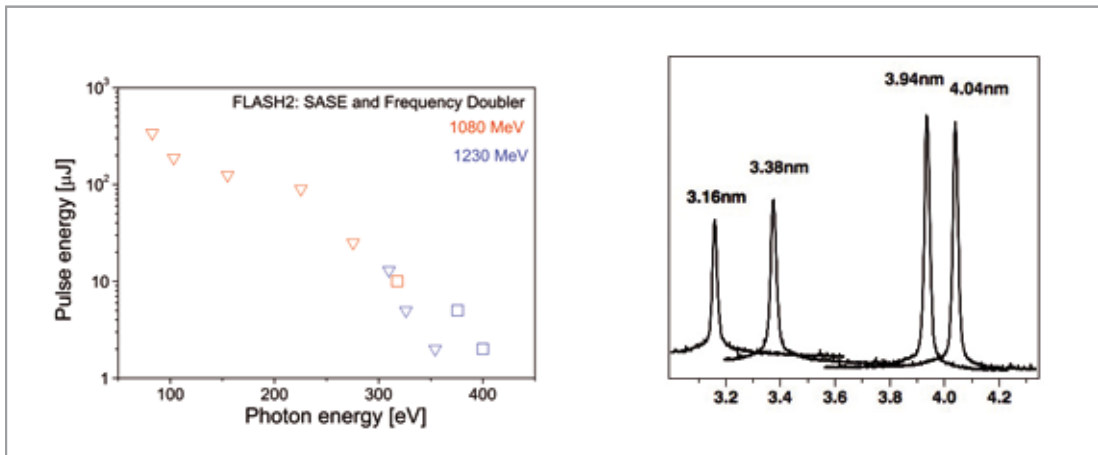 FLASH2: SASE and Frequency Doubler
1080 MeV
1230 MeV
10³
10²
10
1
Pulse energy [µJ]
100 200 300 400
Photon energy [eV]
3.94nm
4.04nm
3.38nm
3.16nm
3.2 3.4 3.6 3.8 4.0 4.2